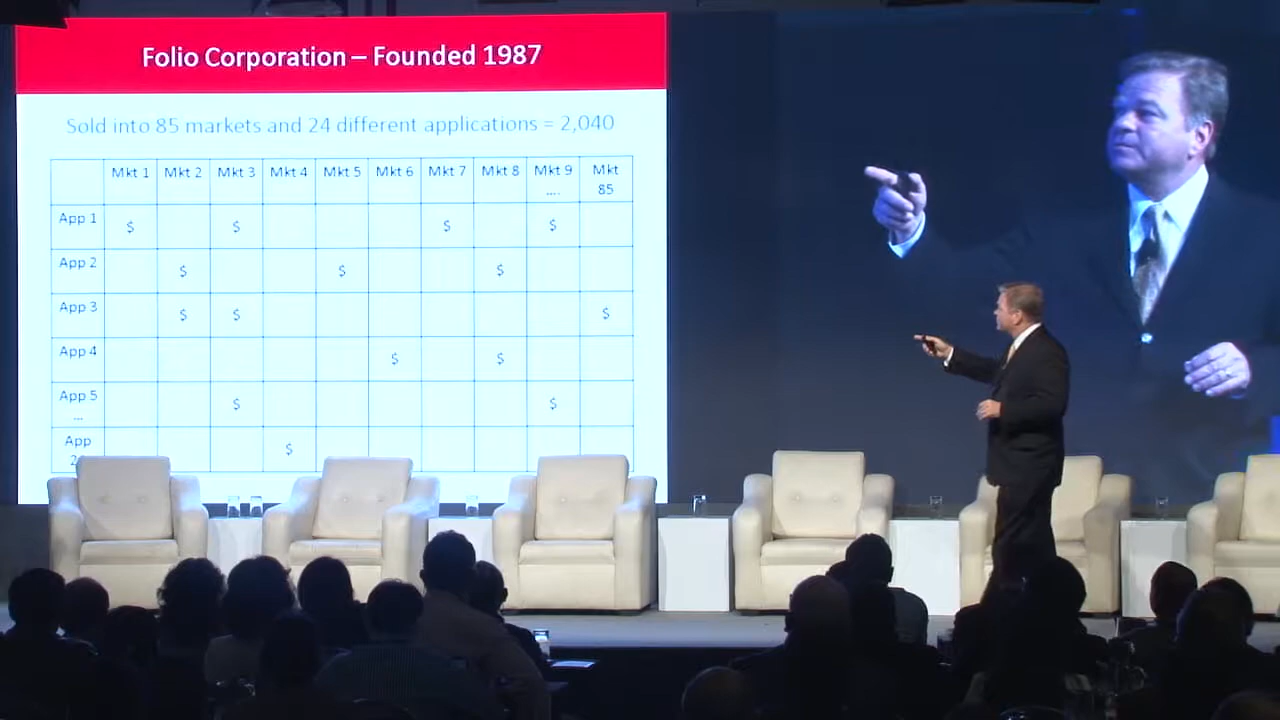 Folio Corporation – Founded 1987
Sold into 85 markets and 24 different applications = 2,040
Mkt 1 Mkt 2 Mkt 3 Mkt 4 Mkt 5 Mkt 6 Mkt 7 Mkt 8 Mkt 9 Mkt
.... 85
App 1 $ $ $ $
App 2 $ $ $
App 3 $ $ $
App 4 $ $
App 5 $ $
...
App $